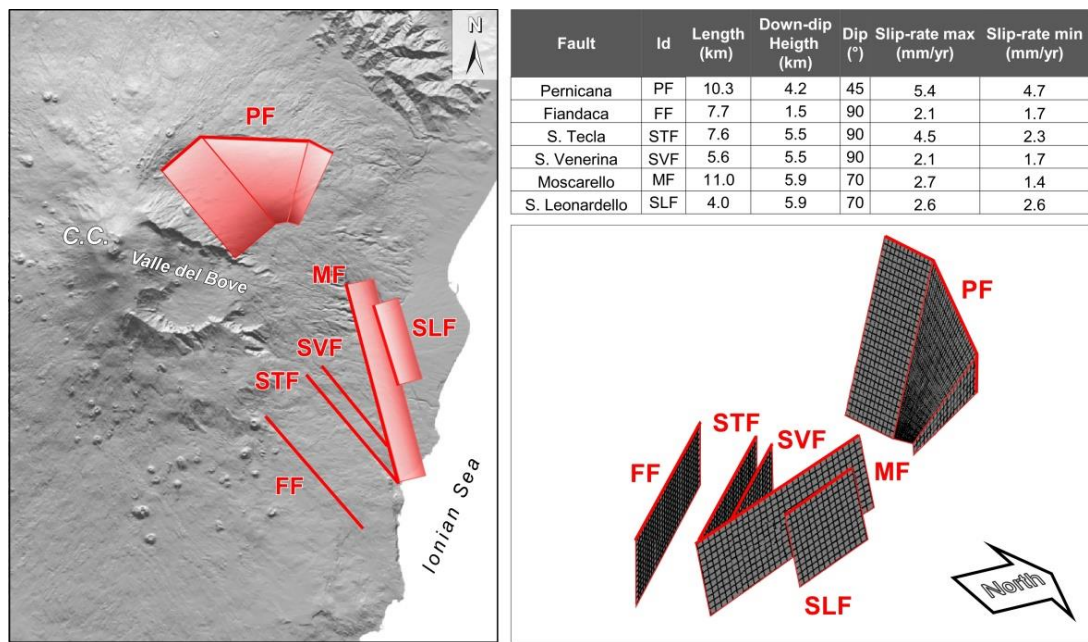 N
PF
C.C.
Valle del Bove
MF
SLF
SVF
STF
FF
Ionian Sea
Fault Id Length (km) Down-dip Heigth (km) Dip (°) Slip-rate max (mm/yr) Slip-rate min (mm/yr)
Pernicana PF 10.3 4.2 45 5.4 4.7
Fiandaca FF 7.7 1.5 90 2.1 1.7
S. Tecla STF 7.6 5.5 90 4.5 2.3
S. Venerina SVF 5.6 5.5 90 2.1 1.7
Moscarello MF 11.0 5.9 70 2.7 1.4
S. Leonardello SLF 4.0 5.9 70 2.6 2.6
PF
STF
SVF
FF
MF
SLF
North